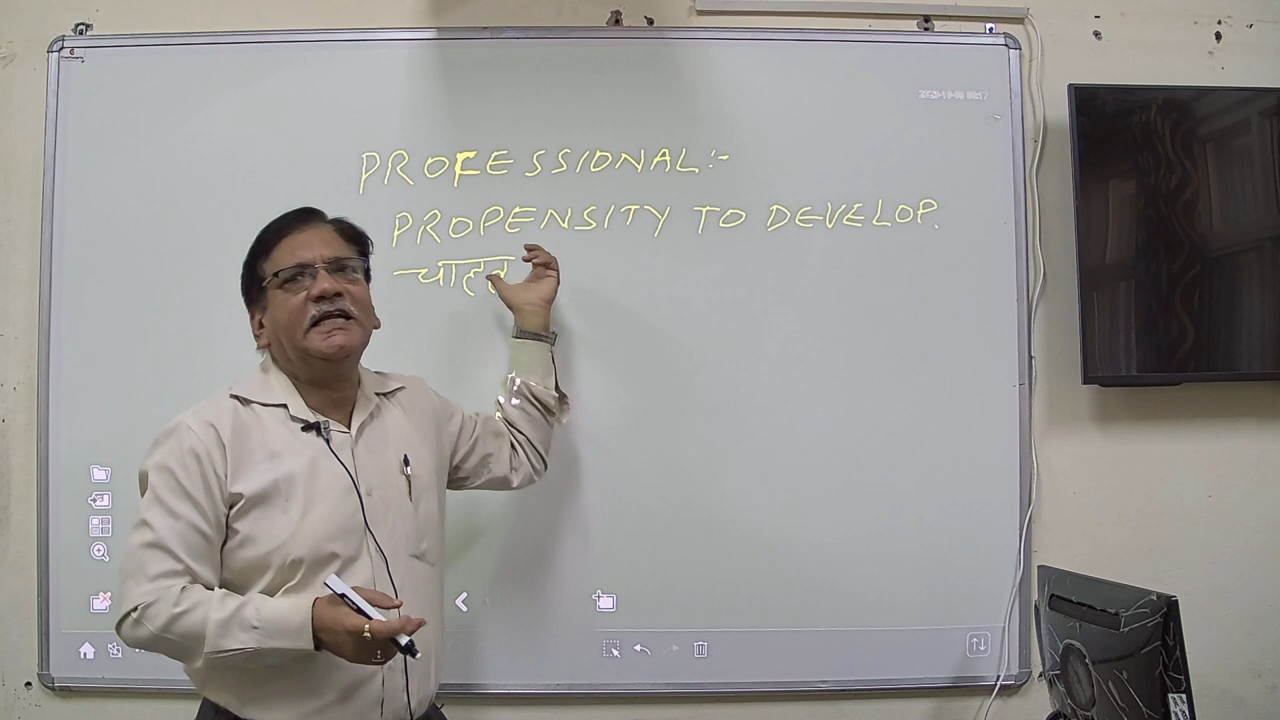 PROFESSIONAL:-
PROPENSITY TO DEVELOP.
चाहत